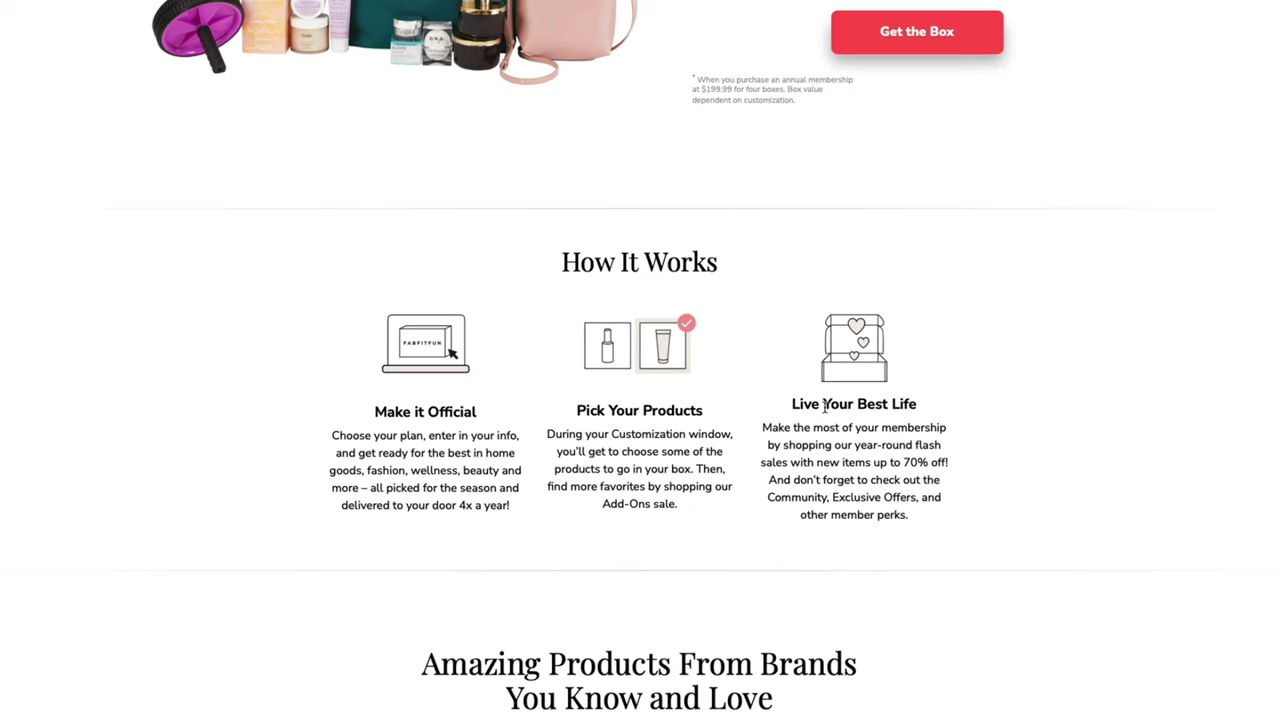 Get the Box
* When you purchase an annual membership
at $199.99 for four boxes. Box value
dependent on customization.
How It Works
FABFITFUN
Make it Official
Choose your plan, enter in your info,
and get ready for the best in home
goods, fashion, wellness, beauty and
more – all picked for the season and
delivered to your door 4x a year!
Pick Your Products
During your Customization window,
you'll get to choose some of the
products to go in your box. Then,
find more favorites by shopping our
Add-Ons sale.
Live Your Best Life
Make the most of your membership
by shopping our year-round flash
sales with new items up to 70% off!
And don't forget to check out the
Community, Exclusive Offers, and
other member perks.
Amazing Products From Brands
You Know and Love